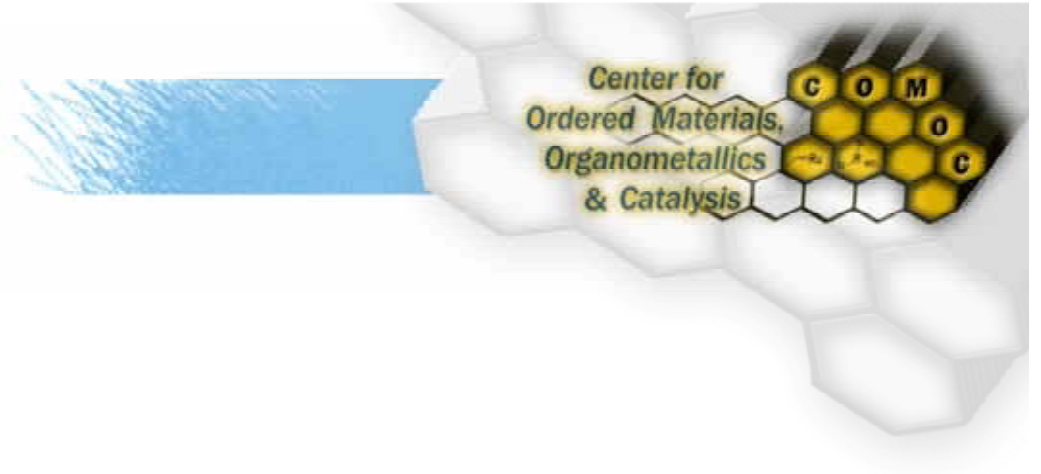 Center for
Ordered Materials,
Organometallics
& Catalysis
C O M
O
C